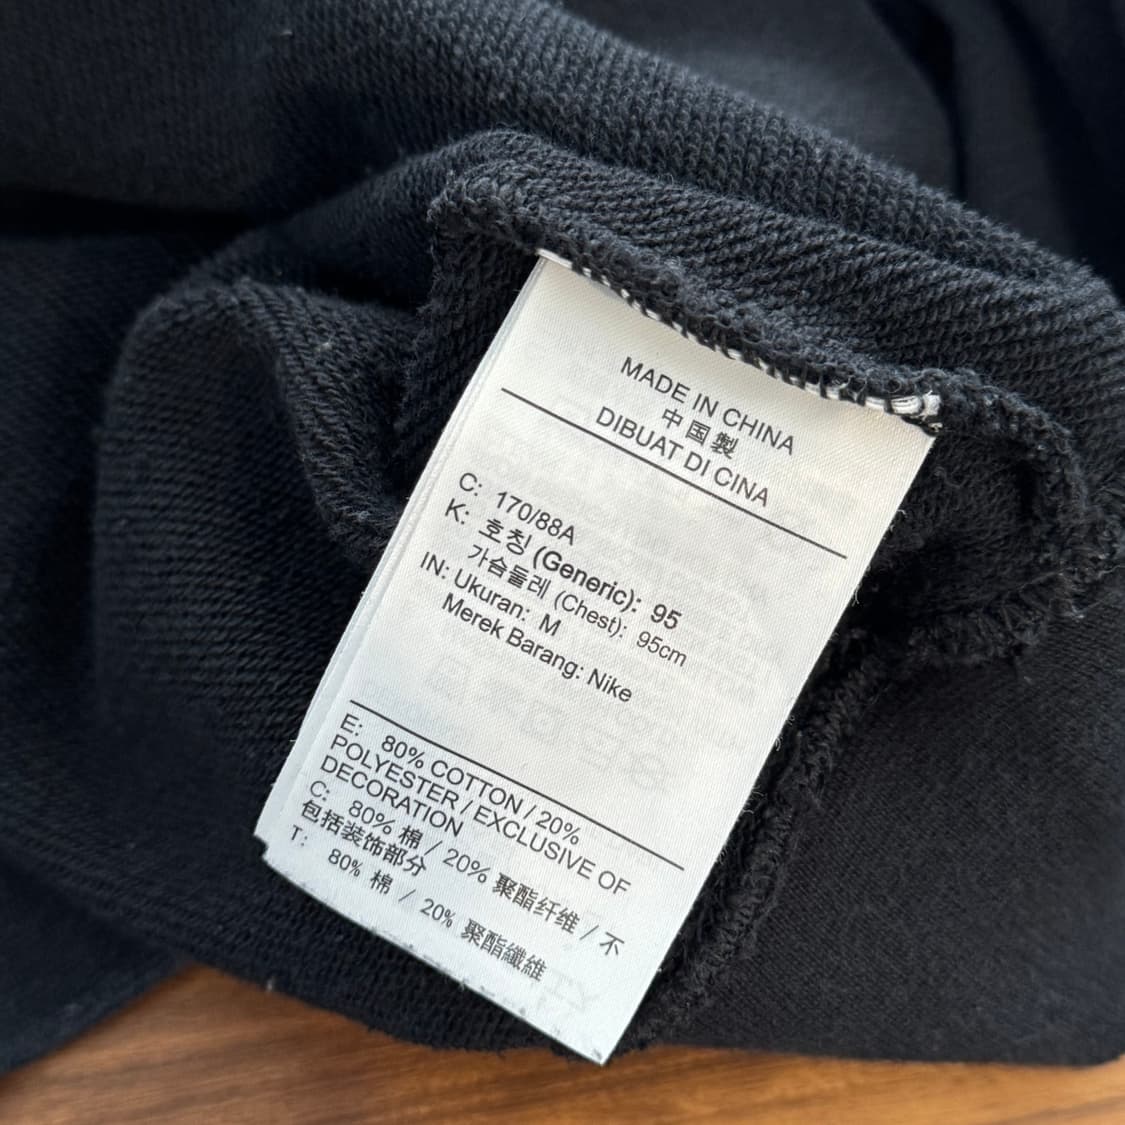 MADE IN CHINA
中国製
DIBUAT DI CINA
C: 170/88A
K: 호칭 (Generic): 95
가슴둘레 (Chest): 95cm
IN: Ukuran: M
Merek Barang: Nike
E: 80% COTTON / 20%
POLYESTER / EXCLUSIVE OF
DECORATION
C: 80% 棉 / 20% 聚酯纤维 / 不
包括装饰部分
T: 80% 棉 / 20% 聚酯纖維